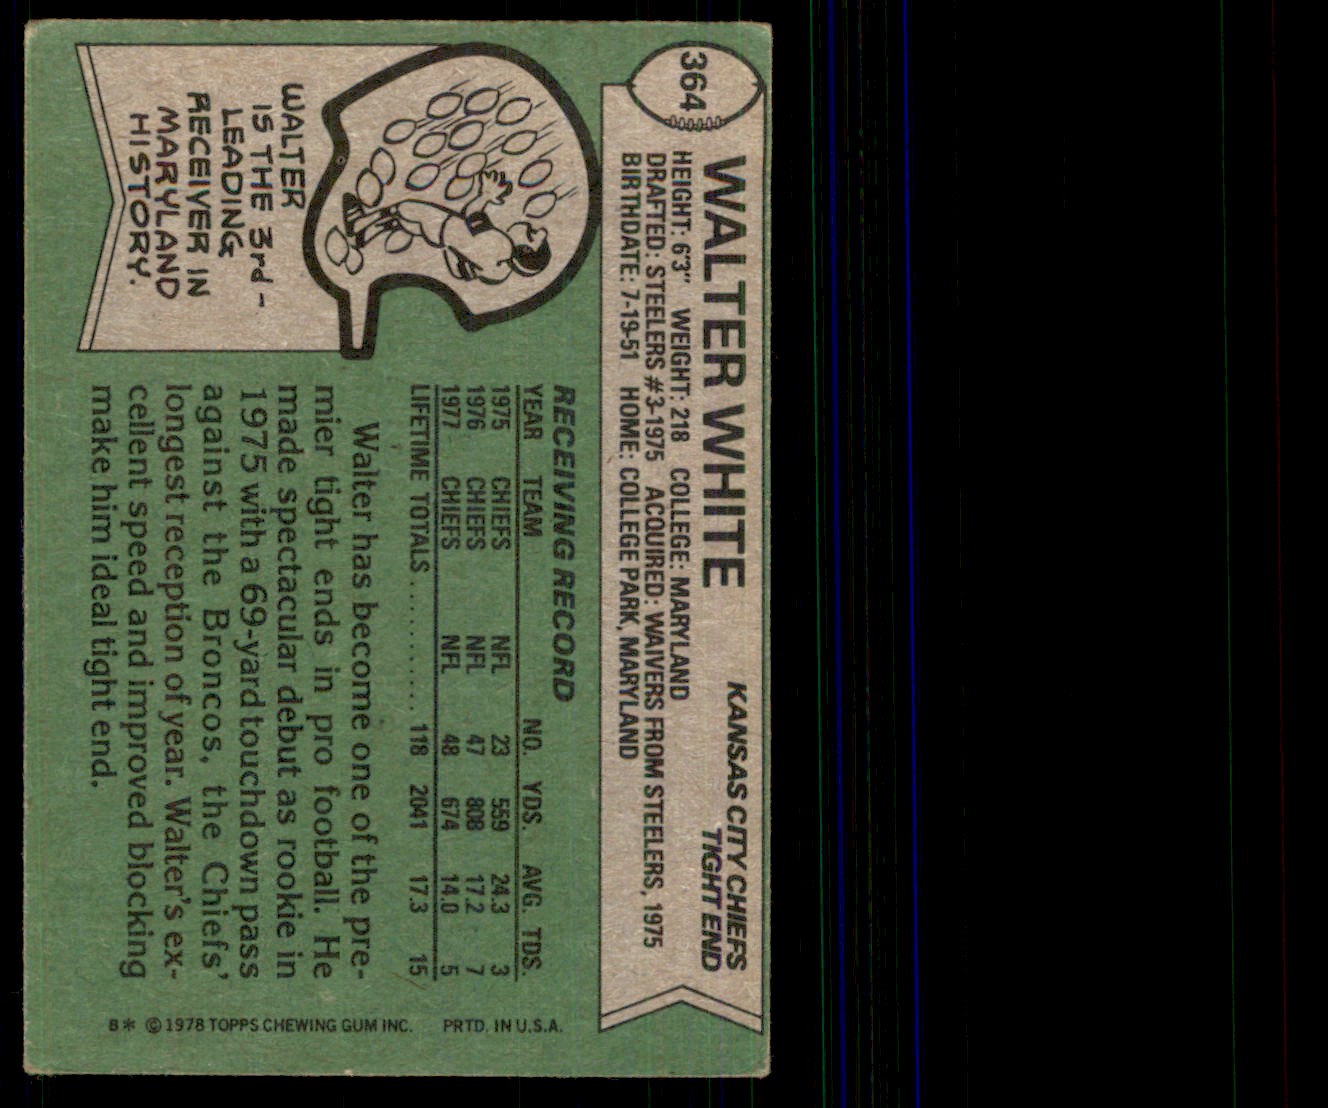 364
WALTER WHITE
KANSAS CITY CHIEFS
TIGHT END
HEIGHT: 6'3" WEIGHT: 218 COLLEGE: MARYLAND
DRAFTED: STEELERS #3-1975 ACQUIRED: WAIVERS FROM STEELERS, 1975
BIRTHDATE: 7-19-51 HOME: COLLEGE PARK, MARYLAND
WALTER
IS THE 3rd-
LEADING
RECEIVER IN
MARYLAND
HISTORY.
RECEIVING RECORD
YEAR TEAM NO. YDS. AVG. TDS.
1975 CHIEFS NFL 23 559 24.3 3
1976 CHIEFS NFL 47 808 17.2 7
1977 CHIEFS NFL 48 674 14.0 5
LIFETIME TOTALS .......... 118 2041 17.3 15
Walter has become one of the pre-
mier tight ends in pro football. He
made spectacular debut as rookie in
1975 with a 69-yard touchdown pass
against the Broncos, the Chiefs'
longest reception of year. Walter's ex-
cellent speed and improved blocking
make him ideal tight end.
B* © 1978 TOPPS CHEWING GUM INC. PRTD. IN U.S.A.